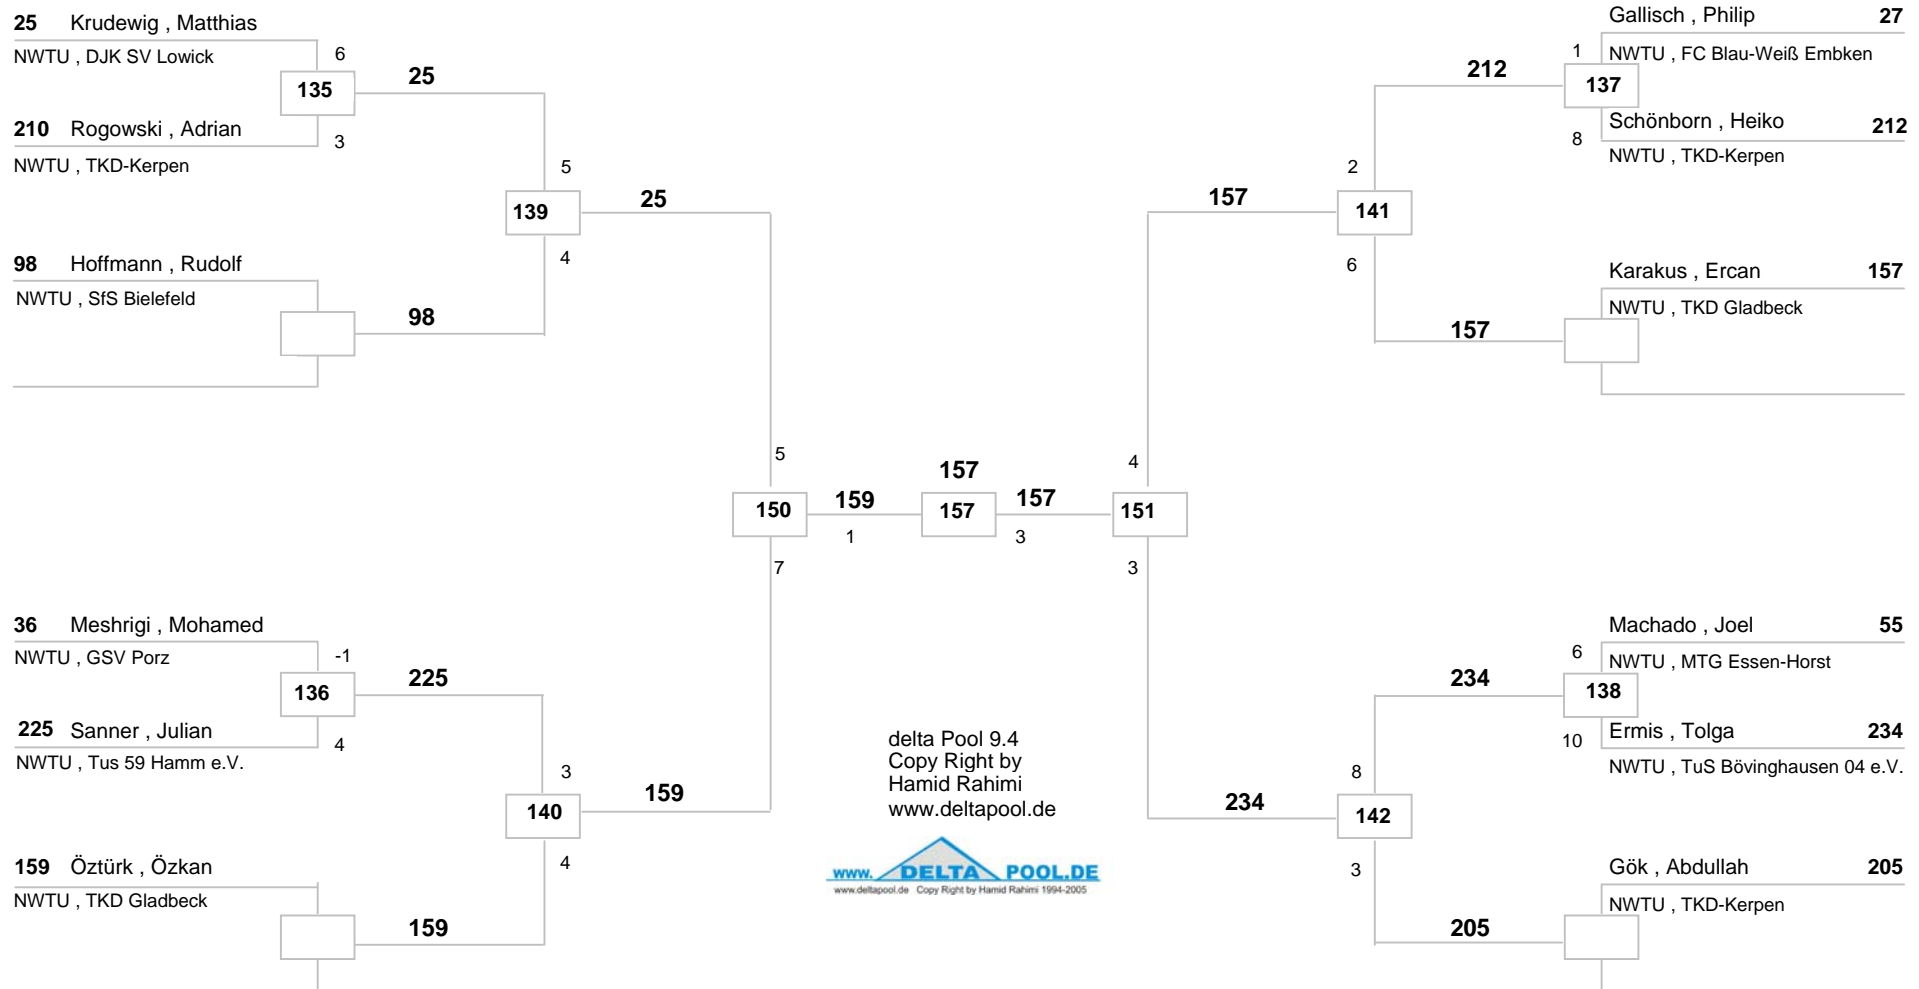 25 Krudewig , Matthias
NWTU , DJK SV Lowick
6
135
25
210 Rogowski , Adrian
3
NWTU , TKD-Kerpen
5
139
25
4
98 Hoffmann , Rudolf
NWTU , SfS Bielefeld
98
5
150
159
1
7
36 Meshrigi , Mohamed
NWTU , GSV Porz
-1
136
225
225 Sanner , Julian
4
NWTU , Tus 59 Hamm e.V.
3
140
159
4
159 Öztürk , Özkan
NWTU , TKD Gladbeck
159
157
157
157
3
delta Pool 9.4
Copy Right by
Hamid Rahimi
www.deltapool.de
www. DELTA POOL.DE
www.deltapool.de Copy Right by Hamid Rahimi 1994-2005
Gallisch , Philip 27
1
NWTU , FC Blau-Weiß Embken
212
137
Schönborn , Heiko 212
8
NWTU , TKD-Kerpen
2
157
141
6
Karakus , Ercan 157
NWTU , TKD Gladbeck
157
4
151
3
Machado , Joel 55
6
NWTU , MTG Essen-Horst
234
138
Ermis , Tolga 234
10
NWTU , TuS Bövinghausen 04 e.V.
8
234
142
3
Gök , Abdullah 205
NWTU , TKD-Kerpen
205